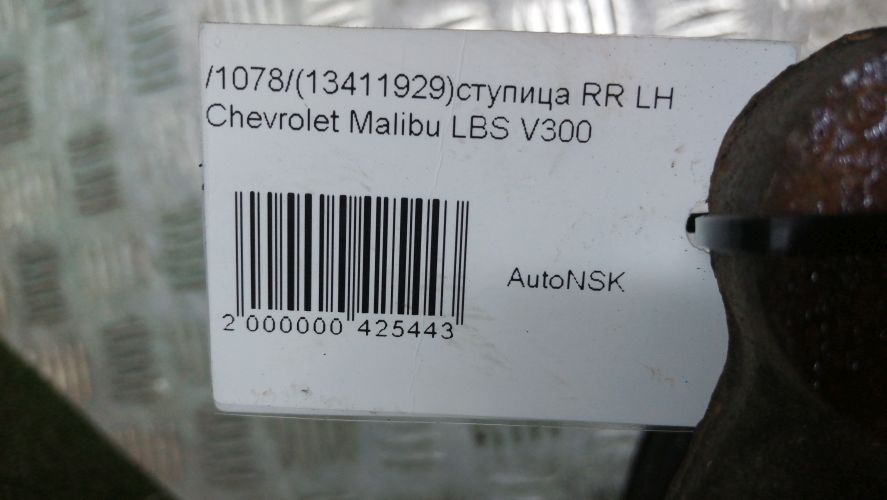 /1078/(13411929)ступица RR LH
Chevrolet Malibu LBS V300
AutoNSK
2 000000 425443